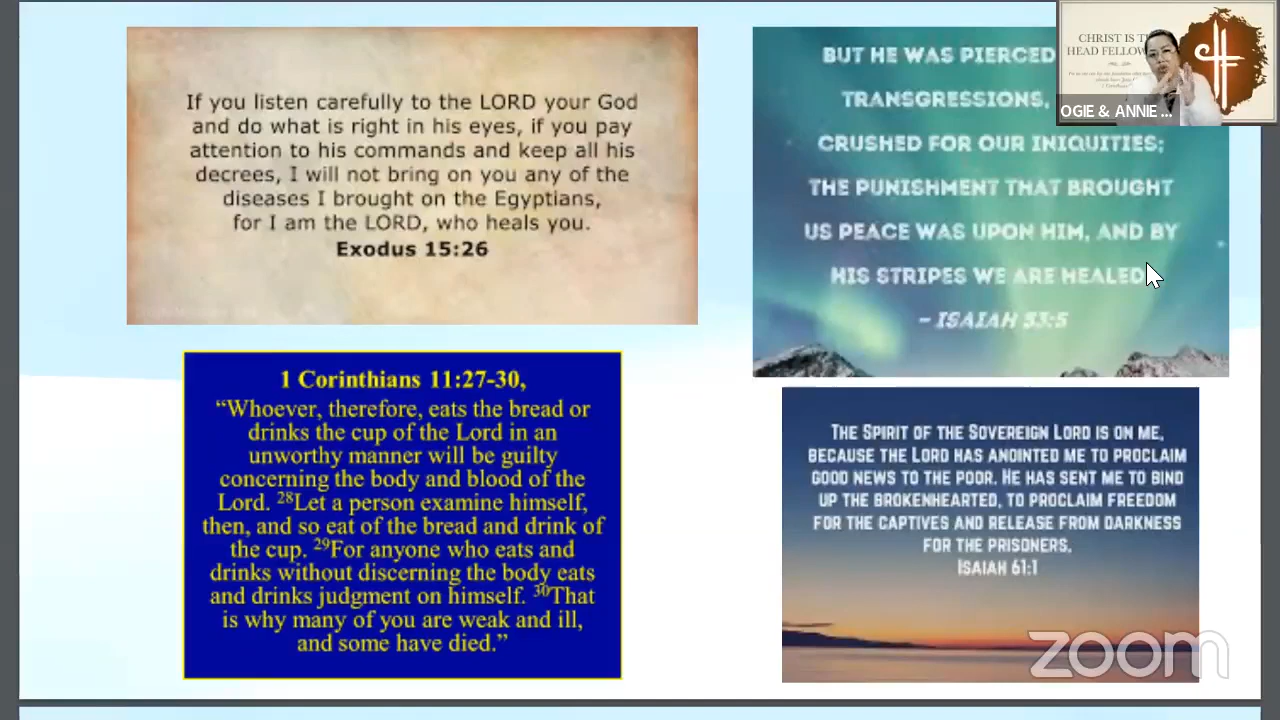 If you listen carefully to the LORD your God
and do what is right in his eyes, if you pay
attention to his commands and keep all his
decrees, I will not bring on you any of the
diseases I brought on the Egyptians,
for I am the LORD, who heals you.
Exodus 15:26
BUT HE WAS PIERCED
TRANSGRESSIONS,
CRUSHED FOR OUR INIQUITIES;
THE PUNISHMENT THAT BROUGHT
US PEACE WAS UPON HIM, AND BY
HIS STRIPES WE ARE HEALED
- ISAIAH 53:5
CHRIST IS
HEAD
OGIE & ANNIE ...
1 Corinthians 11:27-30,
“Whoever, therefore, eats the bread or
drinks the cup of the Lord in an
unworthy manner will be guilty
concerning the body and blood of the
Lord. 28Let a person examine himself,
then, and so eat of the bread and drink of
the cup. 29For anyone who eats and
drinks without discerning the body eats
and drinks judgment on himself. 30That
is why many of you are weak and ill,
and some have died.”
THE SPIRIT OF THE SOVEREIGN LORD IS ON ME,
BECAUSE THE LORD HAS ANOINTED ME TO PROCLAIM
GOOD NEWS TO THE POOR. HE HAS SENT ME TO BIND
UP THE BROKENHEARTED, TO PROCLAIM FREEDOM
FOR THE CAPTIVES AND RELEASE FROM DARKNESS
FOR THE PRISONERS,
ISAIAH 61:1
zoom